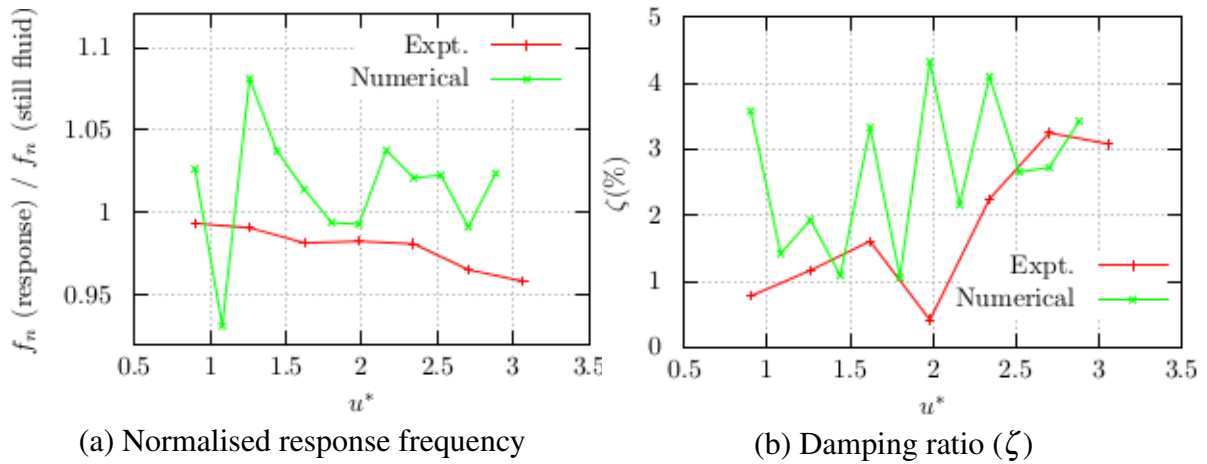 f_n (response) / f_n (still fluid)
1.1
1.05
1
0.95
Expt.
Numerical
0.5 1 1.5 2 2.5 3 3.5
u*
(a) Normalised response frequency
ζ(%)
5
4
3
2
1
0
Expt.
Numerical
0.5 1 1.5 2 2.5 3 3.5
u*
(b) Damping ratio (ζ)